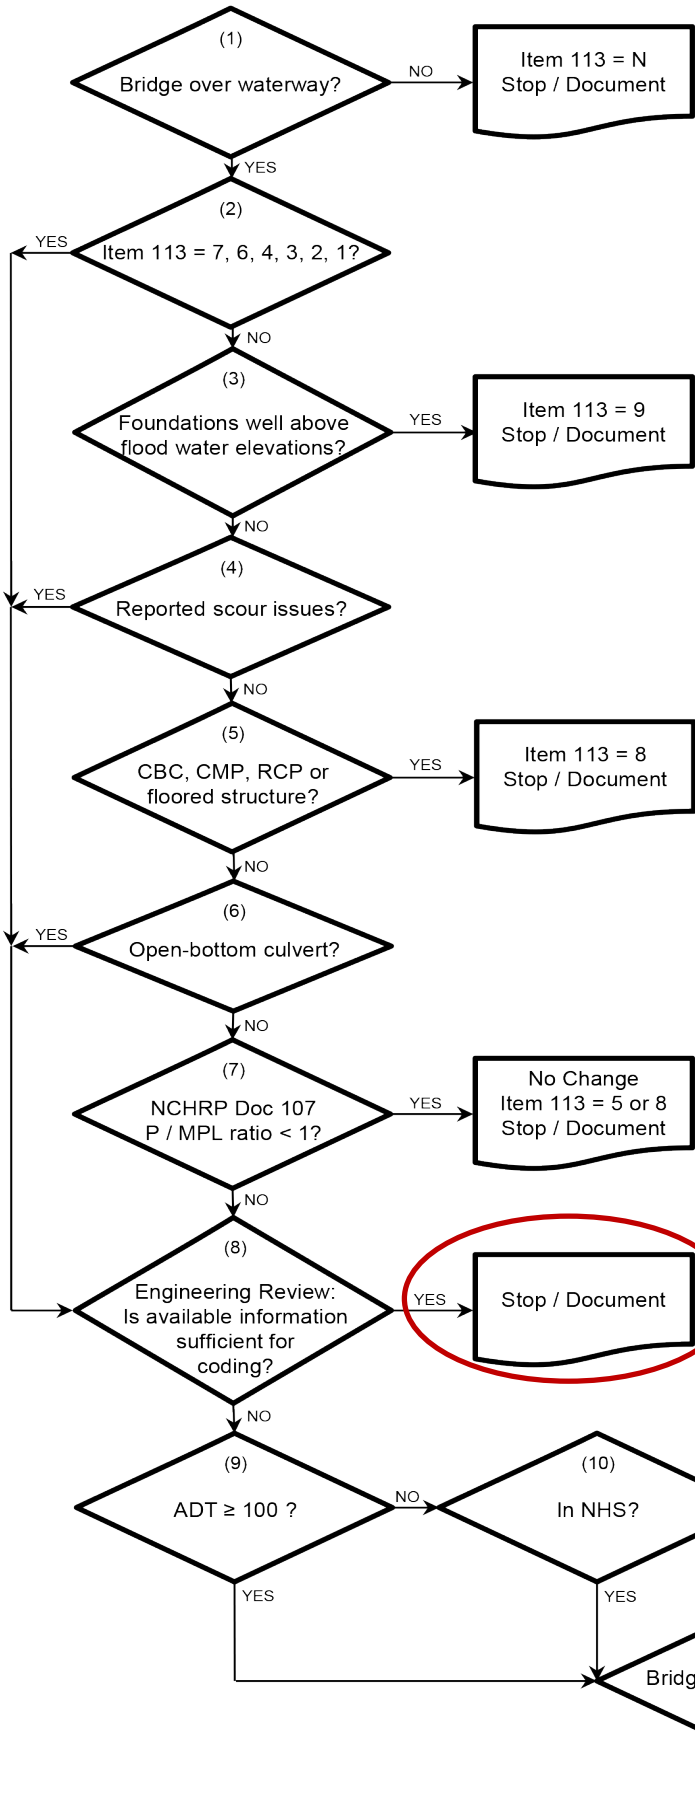 (1)
Bridge over waterway?
NO
Item 113 = N
Stop / Document
YES
(2)
YES
Item 113 = 7, 6, 4, 3, 2, 1?
NO
(3)
Foundations well above
flood water elevations?
YES
Item 113 = 9
Stop / Document
NO
(4)
YES
Reported scour issues?
NO
(5)
CBC, CMP, RCP or
floored structure?
YES
Item 113 = 8
Stop / Document
NO
(6)
YES
Open-bottom culvert?
NO
(7)
NCHRP Doc 107
P / MPL ratio < 1?
YES
No Change
Item 113 = 5 or 8
Stop / Document
NO
(8)
Engineering Review:
Is available information
sufficient for
coding?
YES
Stop / Document
NO
(9)
ADT ≥ 100 ?
NO
(10)
In NHS?
YES
YES
Bridg